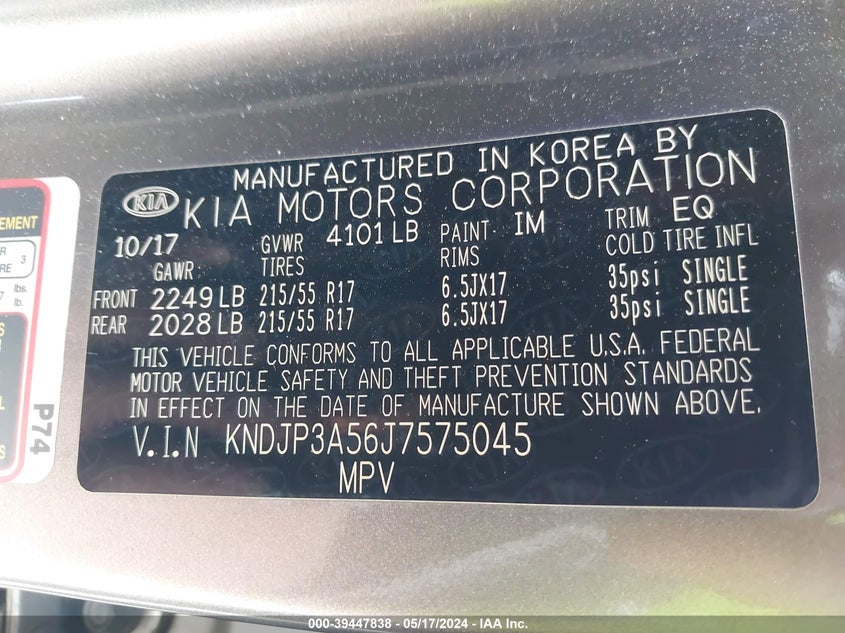 MANUFACTURED IN KOREA BY
KIA KIA MOTORS CORPORATION
10/17 GVWR 4101 LB PAINT IM TRIM EQ
GAWR TIRES RIMS COLD TIRE INFL
FRONT 2249 LB 215/55 R17 6.5JX17 35psi SINGLE
REAR 2028 LB 215/55 R17 6.5JX17 35psi SINGLE
THIS VEHICLE CONFORMS TO ALL APPLICABLE U.S.A. FEDERAL
MOTOR VEHICLE SAFETY AND THEFT PREVENTION STANDARDS
IN EFFECT ON THE DATE OF MANUFACTURE SHOWN ABOVE.
V.I.N KNDJP3A56J7575045
MPV
3
lbs.
lb.
P74
000-39447838 - 05/17/2024 - IAA Inc.